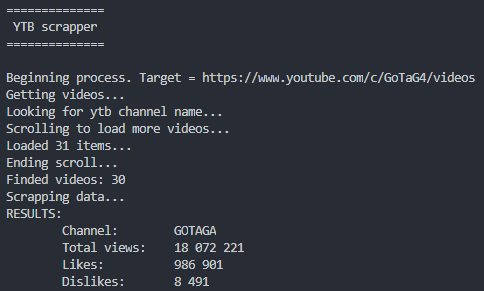 ==============
YTB scrapper
==============
Beginning process. Target = https://www.youtube.com/c/GoTaG4/videos
Getting videos...
Looking for ytb channel name...
Scrolling to load more videos...
Loaded 31 items...
Ending scroll...
Finded videos: 30
Scrapping data...
RESULTS:
Channel: GOTAGA
Total views: 18 072 221
Likes: 986 901
Dislikes: 8 491